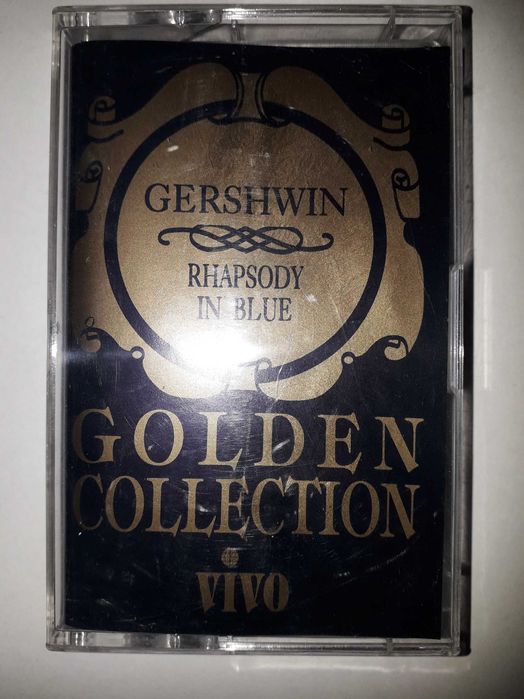 GERSHWIN
RHAPSODY
IN BLUE
GOLDEN
COLLECTION
VIVO